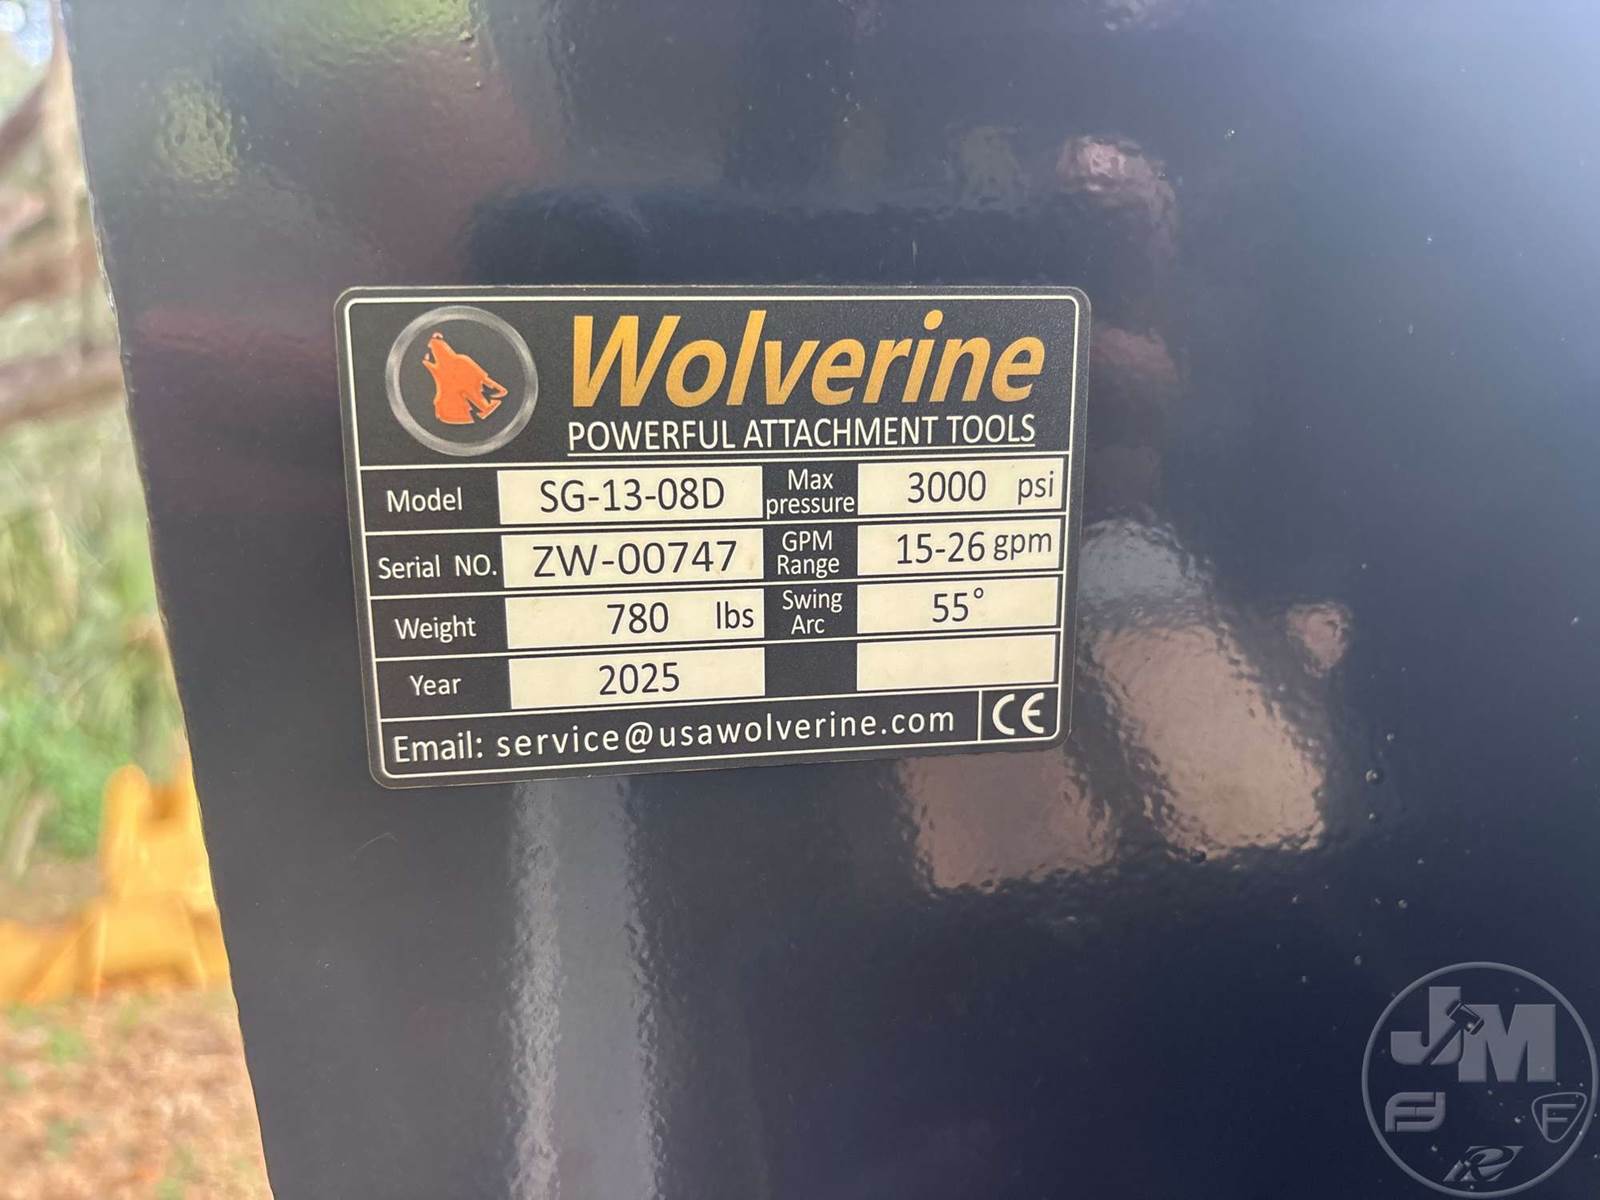 Wolverine
POWERFUL ATTACHMENT TOOLS
Model SG-13-08D Max pressure 3000 psi
Serial NO. ZW-00747 GPM Range 15-26 gpm
Weight 780 lbs Swing Arc 55°
Year 2025
Email: service@usawolverine.com CE
JM
F